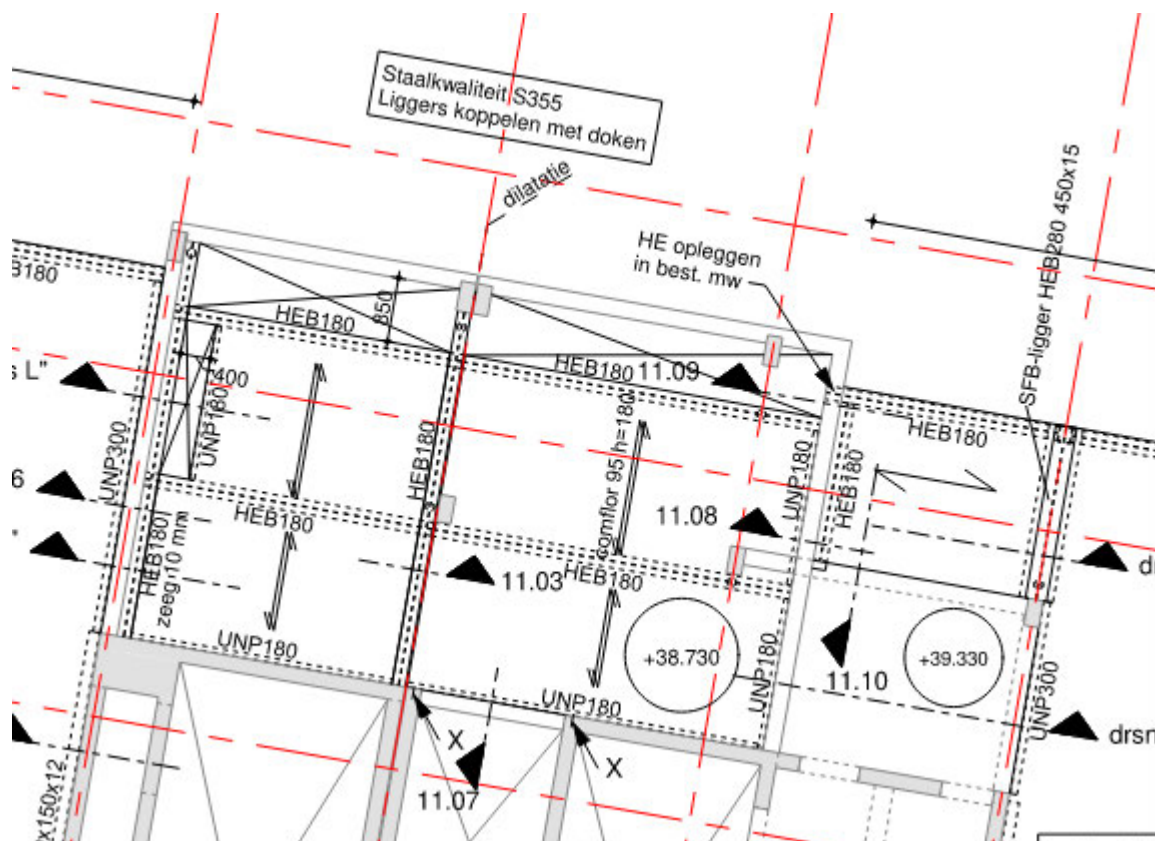 Staalkwaliteit S355
Liggers koppelen met doken
dilatatie
HE opleggen
in best. mw
SFB-ligger HEB280 450x15
HEB180
850
HEB180
HEB180
11.09
s L"
400
UNP180
UNP300
HEB180
comflor 95 h=180
UNP180
HEB180
HEB180
6
HEB180
11.08
"
HEB180
zeeg 10 mm
11.03
HEB180
UNP180
+38.730
+39.330
UNP180
11.10
UNP180
UNP300
X
X
drsn
11.07
x150x12